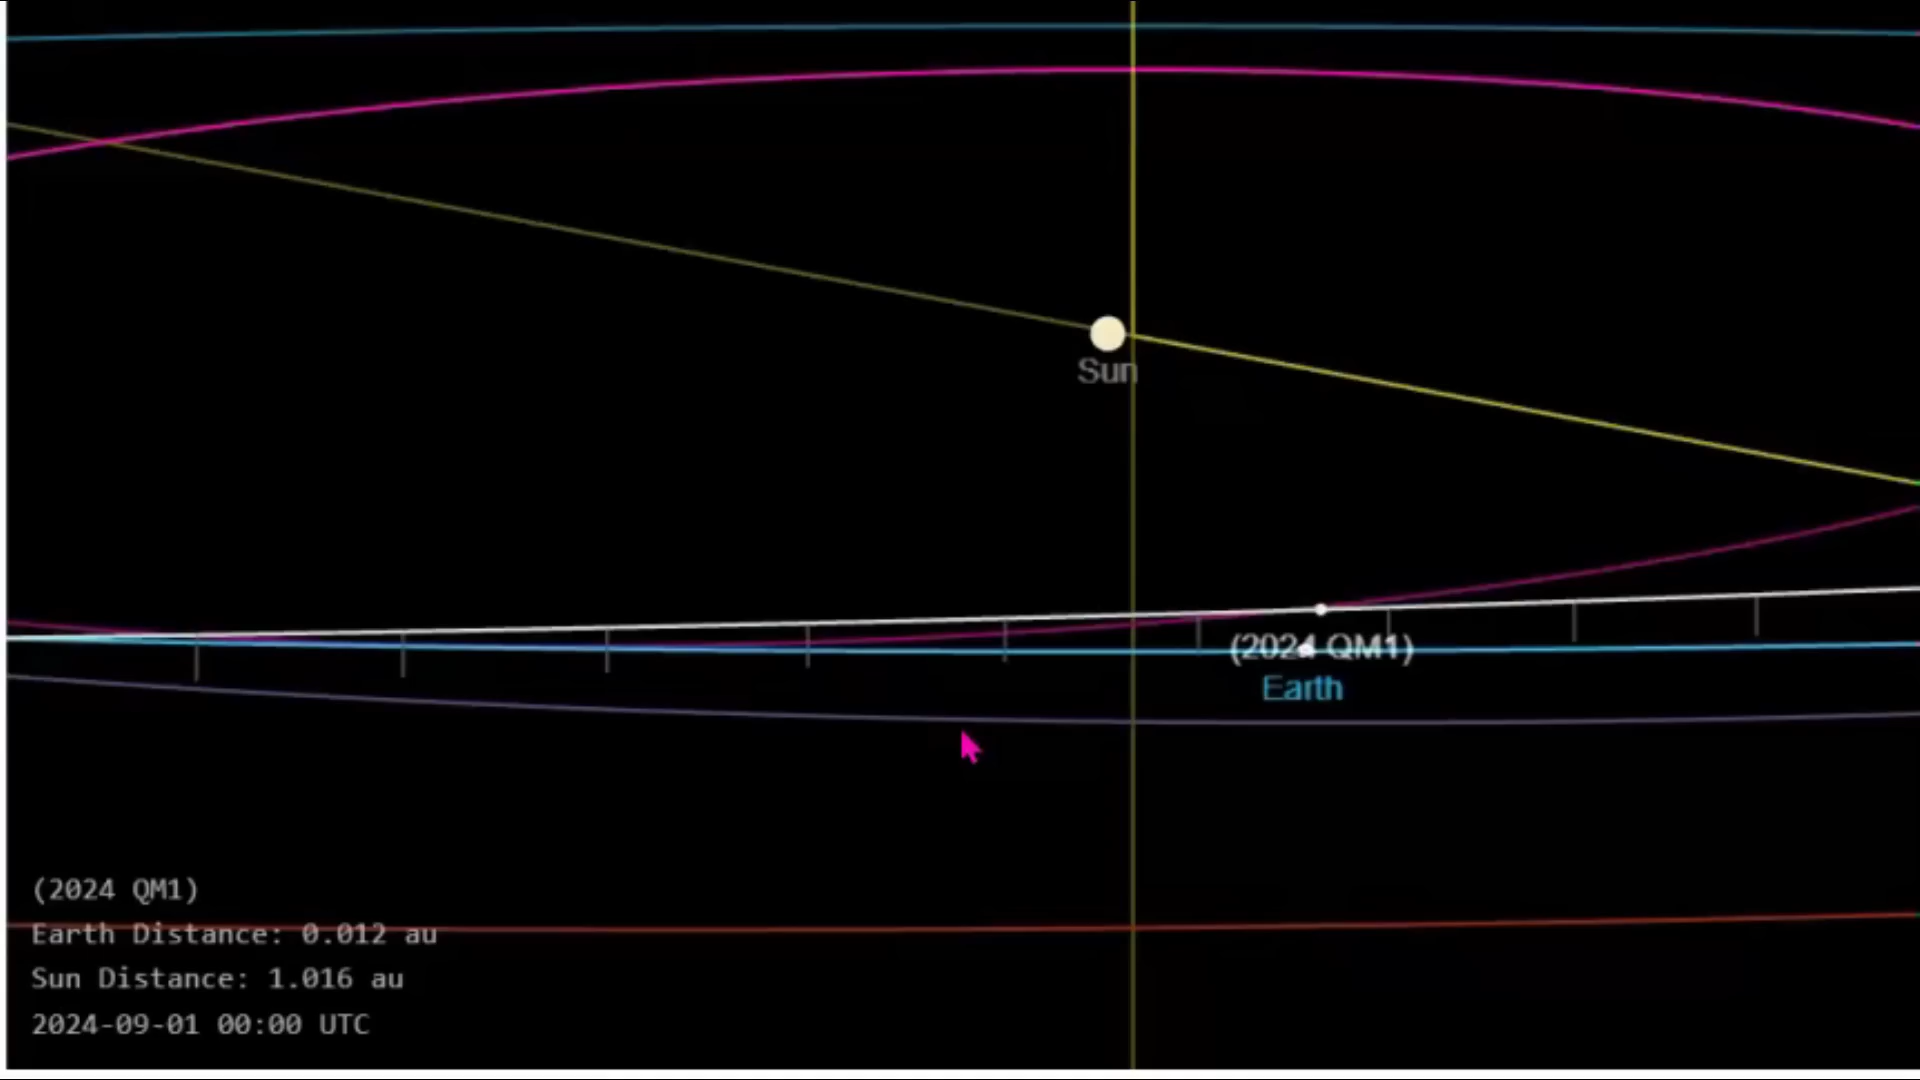 Sun
(2024 QM1)
Earth
(2024 QM1)
Earth Distance: 0.012 au
Sun Distance: 1.016 au
2024-09-01 00:00 UTC